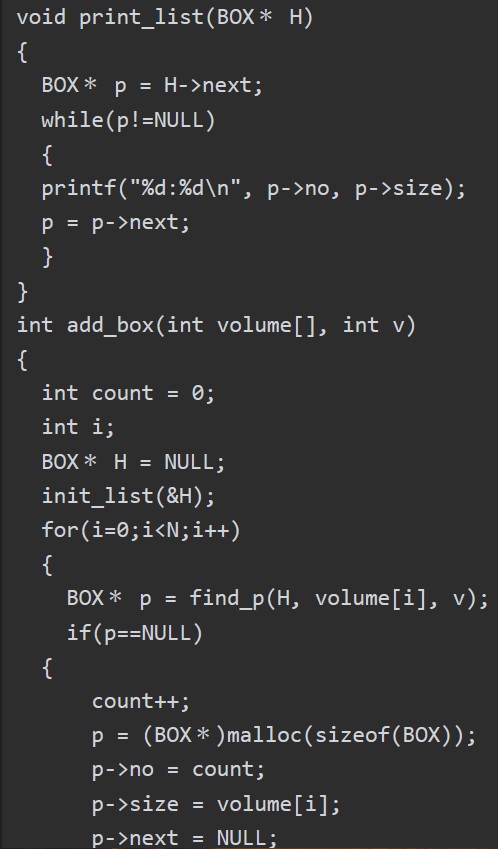 void print_list(BOX* H)
{
BOX* p = H->next;
while(p!=NULL)
{
printf("%d:%d\n", p->no, p->size);
p = p->next;
}
}
int add_box(int volume[], int v)
{
int count = 0;
int i;
BOX* H = NULL;
init_list(&H);
for(i=0;i<N;i++)
{
BOX* p = find_p(H, volume[i], v);
if(p==NULL)
{
count++;
p = (BOX*)malloc(sizeof(BOX));
p->no = count;
p->size = volume[i];
p->next = NULL;